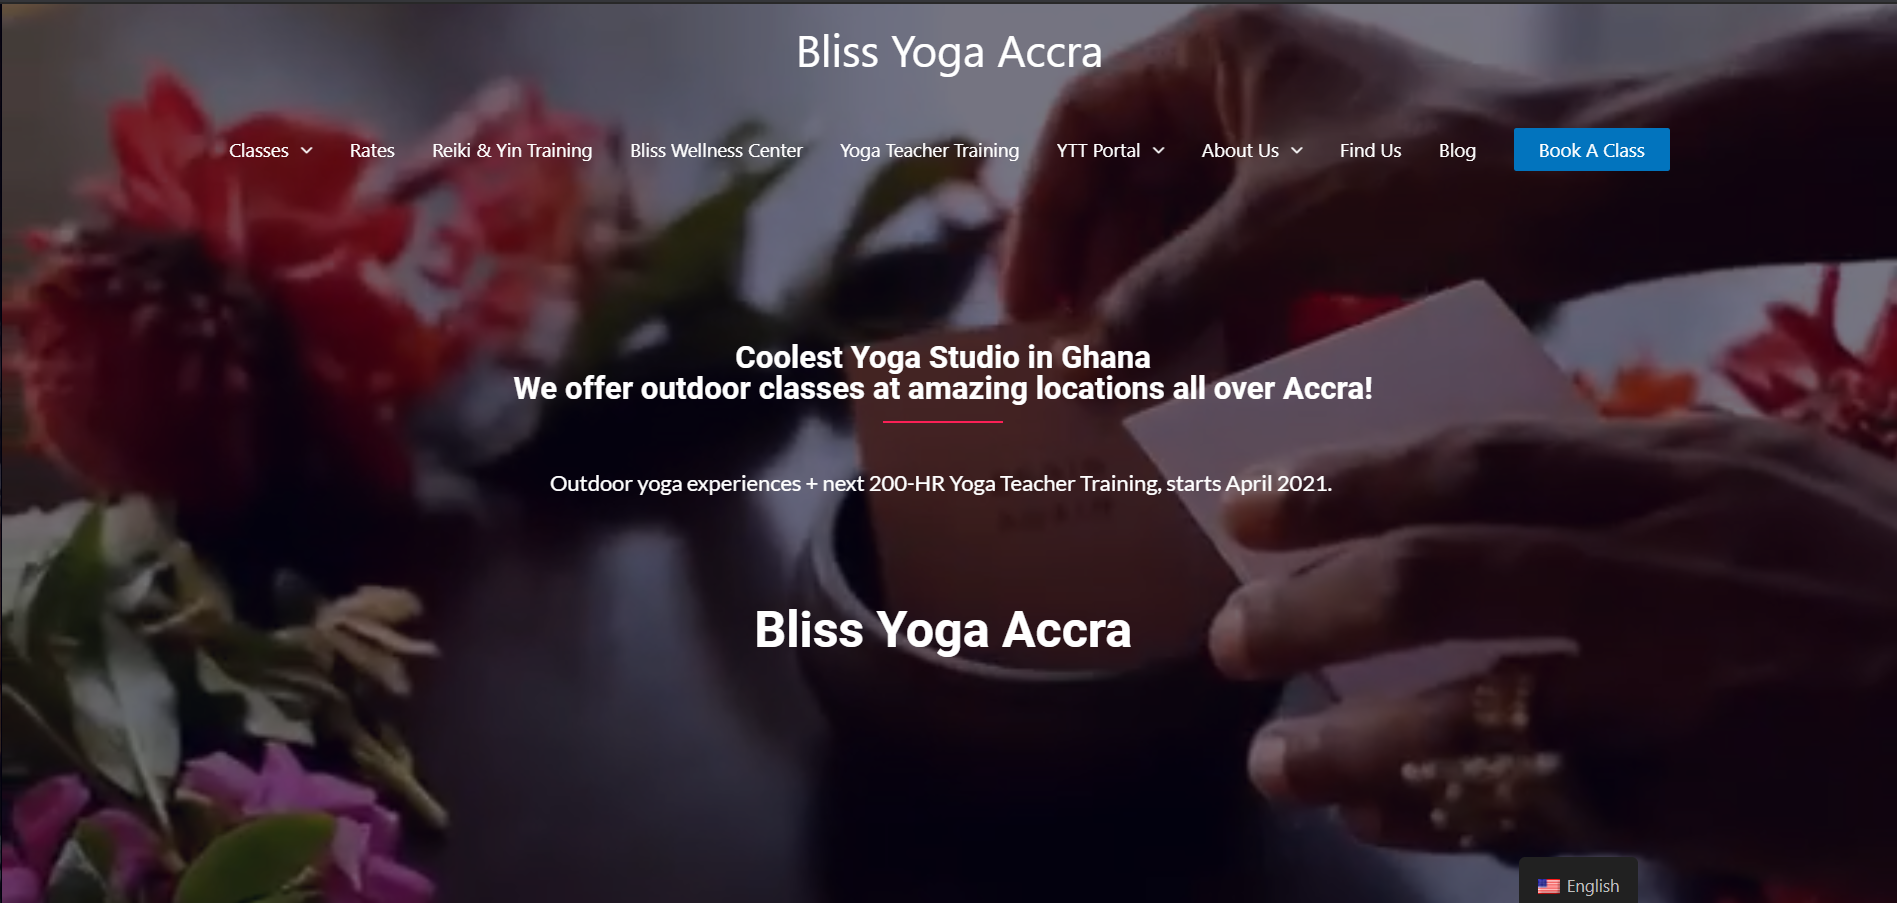 Bliss Yoga Accra
Classes Rates Reiki & Yin Training Bliss Wellness Center Yoga Teacher Training YTT Portal About Us Find Us Blog Book A Class
Coolest Yoga Studio in Ghana
We offer outdoor classes at amazing locations all over Accra!
Outdoor yoga experiences + next 200-HR Yoga Teacher Training, starts April 2021.
Bliss Yoga Accra
English